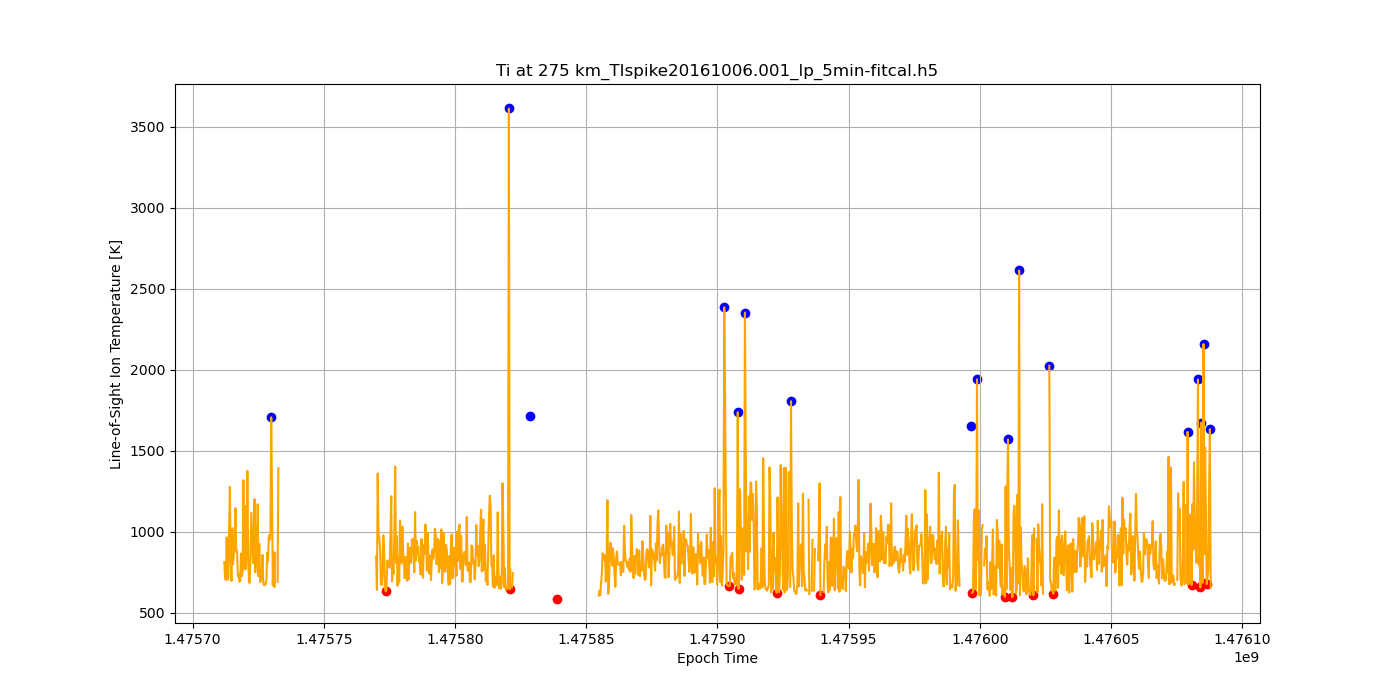 Ti at 275 km_TIspike20161006.001_lp_5min-fitcal.h5
Line-of-Sight Ion Temperature [K]
3500
3000
2500
2000
1500
1000
500
1.47570 1.47575 1.47580 1.47585 1.47590 1.47595 1.47600 1.47605 1.47610
1e9
Epoch Time